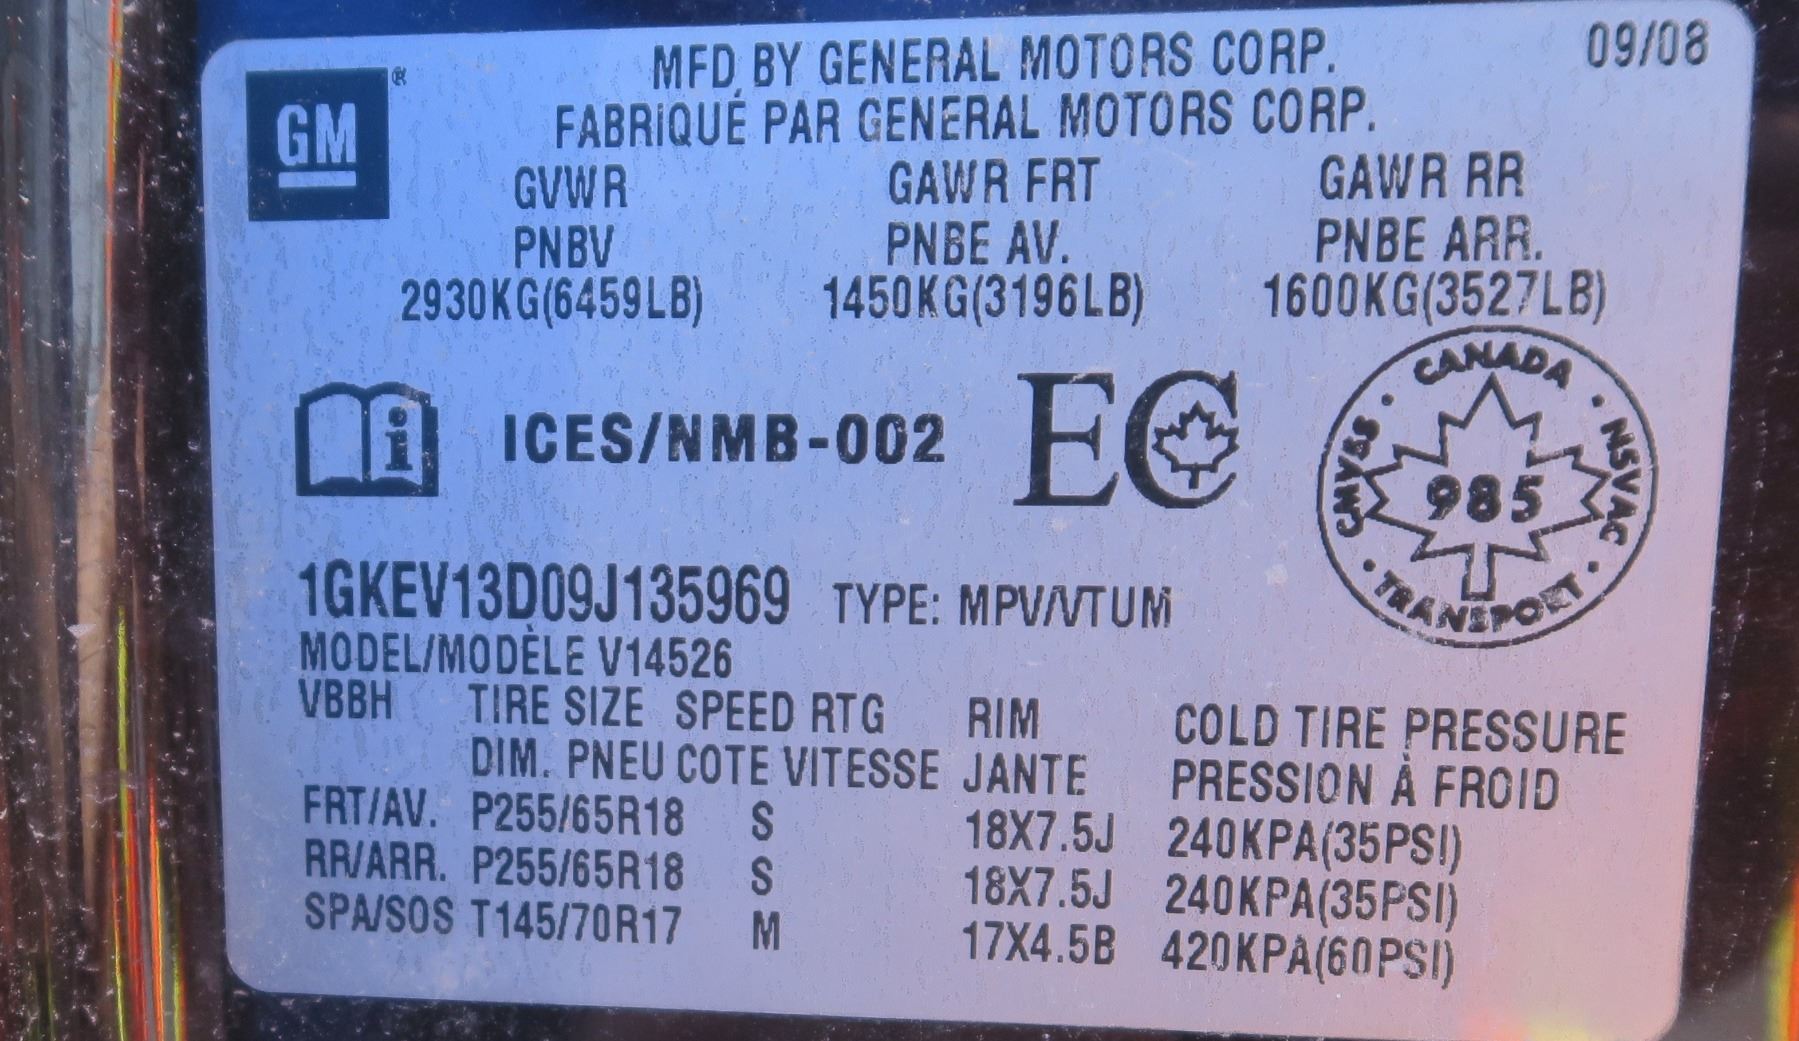 GM ®
MFD BY GENERAL MOTORS CORP. 09/08
FABRIQUÉ PAR GENERAL MOTORS CORP.
GVWR GAWR FRT GAWR RR
PNBV PNBE AV. PNBE ARR.
2930KG(6459LB) 1450KG(3196LB) 1600KG(3527LB)
i ICES/NMB-002 EC
CANADA · NSVAC · TRANSPORT · CMVSS ·
985
1GKEV13D09J135969 TYPE: MPV/VTUM
MODEL/MODÈLE V14526
VBBH TIRE SIZE SPEED RTG RIM COLD TIRE PRESSURE
DIM. PNEU COTE VITESSE JANTE PRESSION À FROID
FRT/AV. P255/65R18 S 18X7.5J 240KPA(35PSI)
RR/ARR. P255/65R18 S 18X7.5J 240KPA(35PSI)
SPA/SOS T145/70R17 M 17X4.5B 420KPA(60PSI)